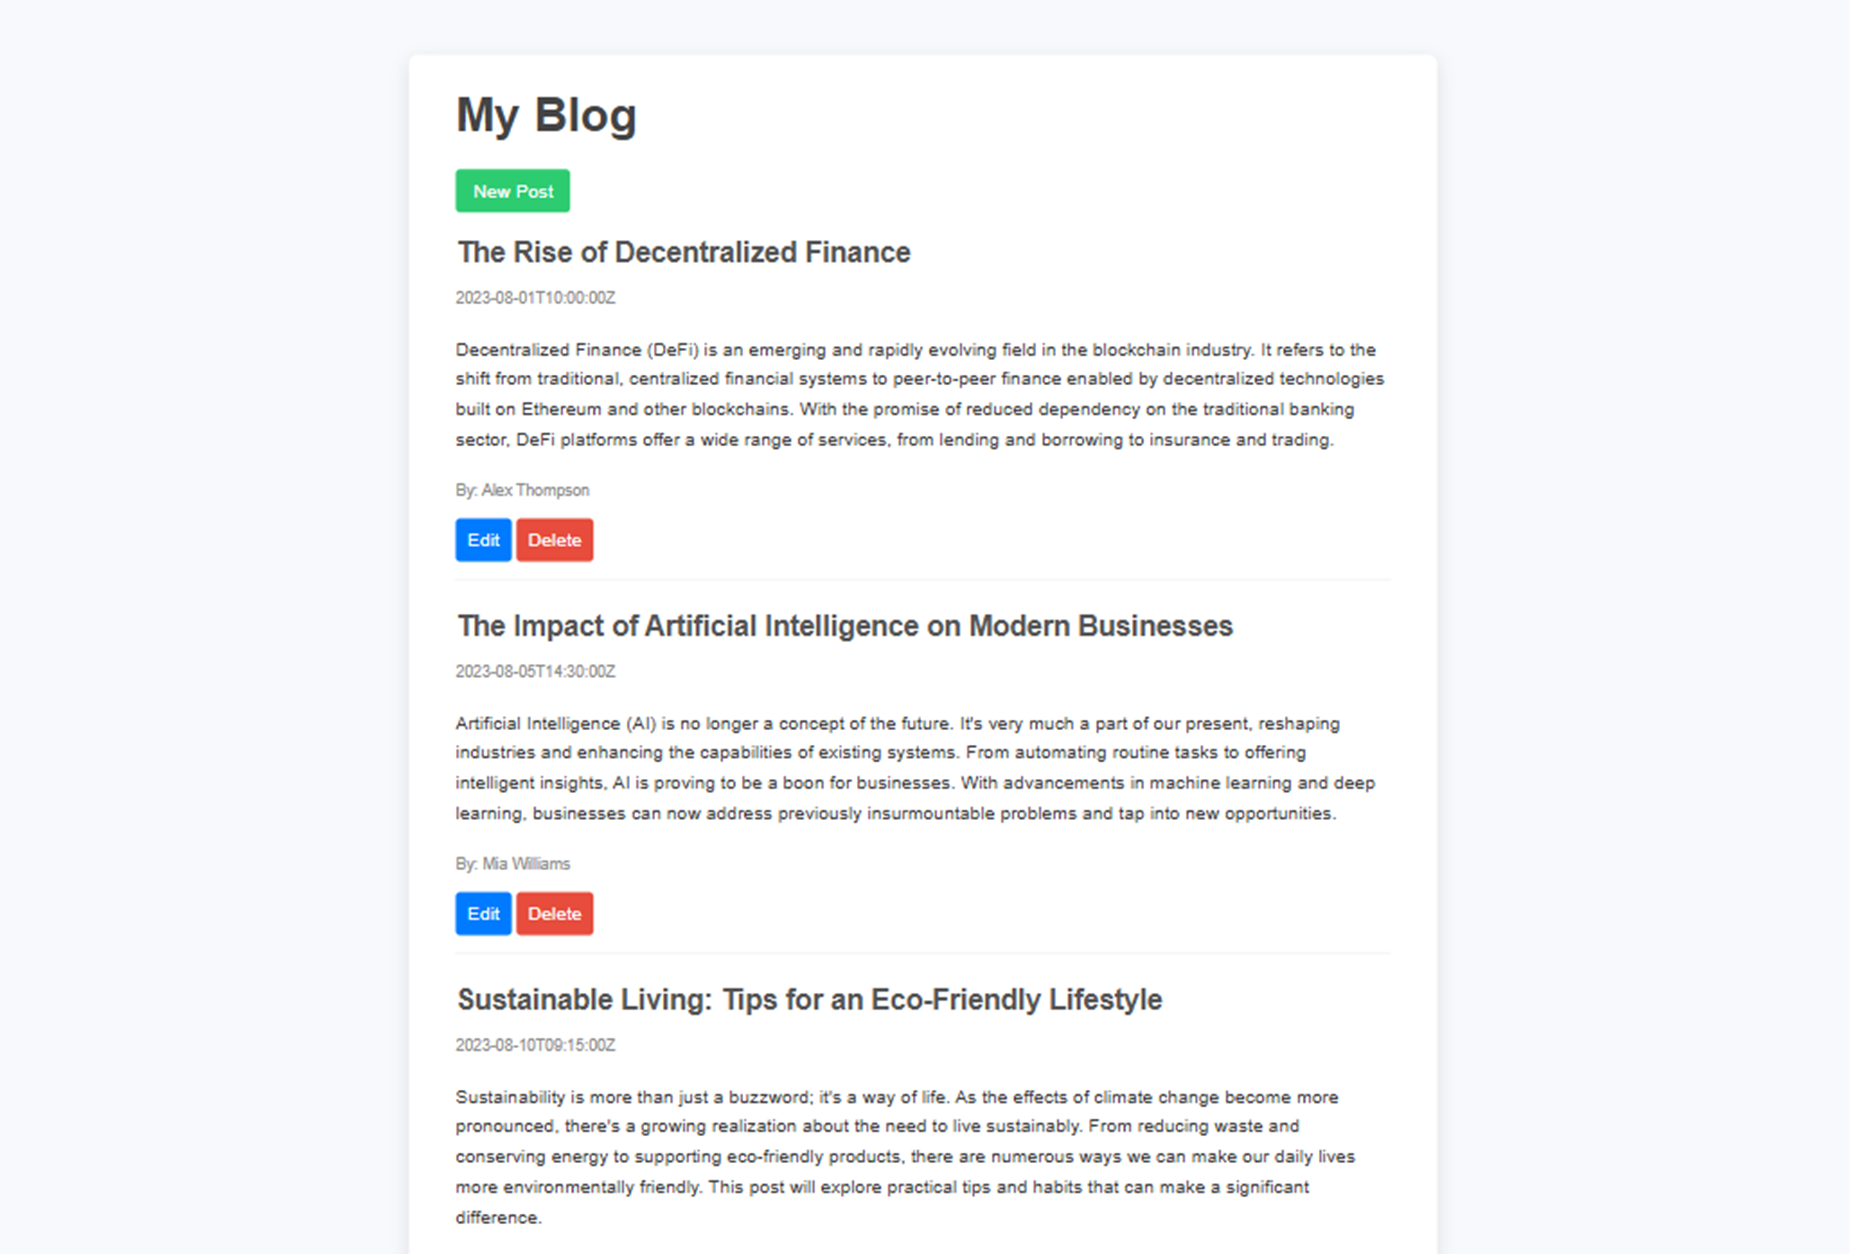 My Blog
New Post
The Rise of Decentralized Finance
2023-08-01T10:00:00Z
Decentralized Finance (DeFi) is an emerging and rapidly evolving field in the blockchain industry. It refers to the
shift from traditional, centralized financial systems to peer-to-peer finance enabled by decentralized technologies
built on Ethereum and other blockchains. With the promise of reduced dependency on the traditional banking
sector, DeFi platforms offer a wide range of services, from lending and borrowing to insurance and trading.
By: Alex Thompson
Edit Delete
The Impact of Artificial Intelligence on Modern Businesses
2023-08-05T14:30:00Z
Artificial Intelligence (AI) is no longer a concept of the future. It's very much a part of our present, reshaping
industries and enhancing the capabilities of existing systems. From automating routine tasks to offering
intelligent insights, AI is proving to be a boon for businesses. With advancements in machine learning and deep
learning, businesses can now address previously insurmountable problems and tap into new opportunities.
By: Mia Williams
Edit Delete
Sustainable Living: Tips for an Eco-Friendly Lifestyle
2023-08-10T09:15:00Z
Sustainability is more than just a buzzword; it's a way of life. As the effects of climate change become more
pronounced, there's a growing realization about the need to live sustainably. From reducing waste and
conserving energy to supporting eco-friendly products, there are numerous ways we can make our daily lives
more environmentally friendly. This post will explore practical tips and habits that can make a significant
difference.